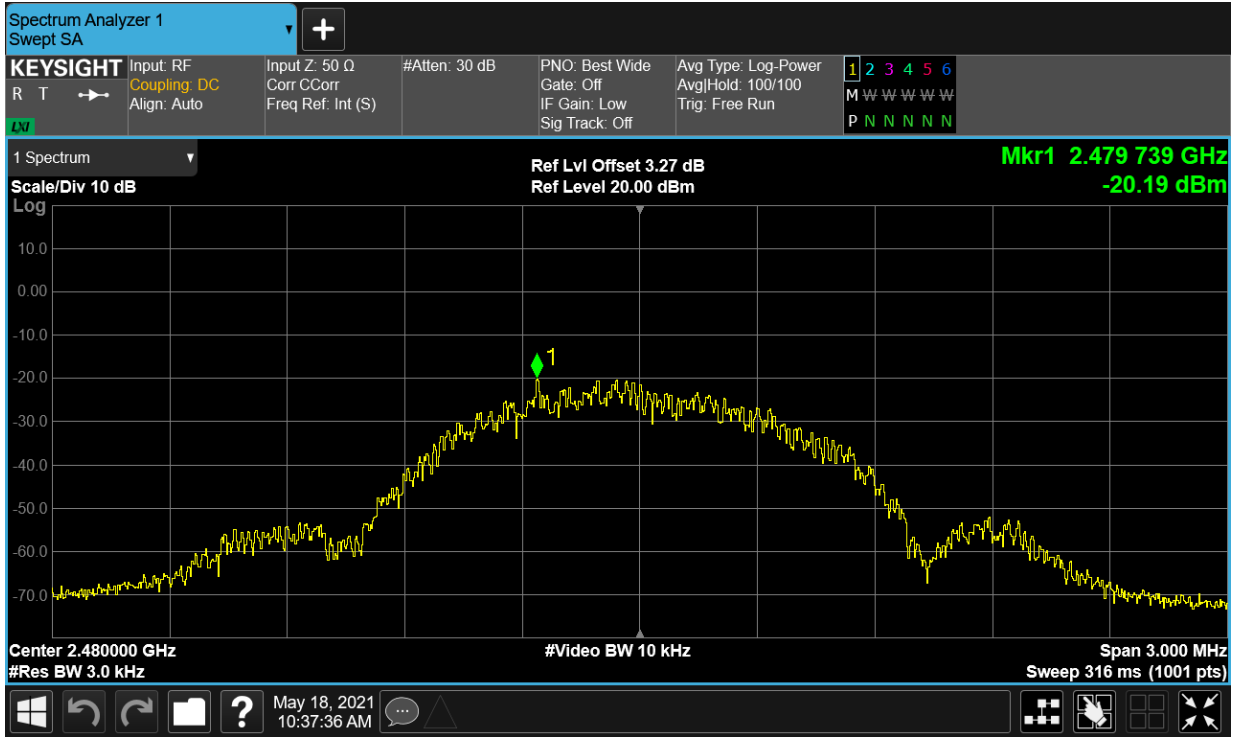 Spectrum Analyzer 1
Swept SA
KEYSIGHT
R T
LXI
Input: RF
Coupling: DC
Align: Auto
Input Z: 50 Ω
Corr CCorr
Freq Ref: Int (S)
#Atten: 30 dB
PNO: Best Wide
Gate: Off
IF Gain: Low
Sig Track: Off
Avg Type: Log-Power
Avg|Hold: 100/100
Trig: Free Run
1 2 3 4 5 6
M W W W W W
P N N N N N
1 Spectrum
Scale/Div 10 dB
Ref Lvl Offset 3.27 dB
Ref Level 20.00 dBm
Mkr1 2.479 739 GHz
-20.19 dBm
Log
10.0
0.00
-10.0
-20.0
-30.0
-40.0
-50.0
-60.0
-70.0
1
Center 2.480000 GHz
#Res BW 3.0 kHz
#Video BW 10 kHz
Span 3.000 MHz
Sweep 316 ms (1001 pts)
?
May 18, 2021
10:37:36 AM